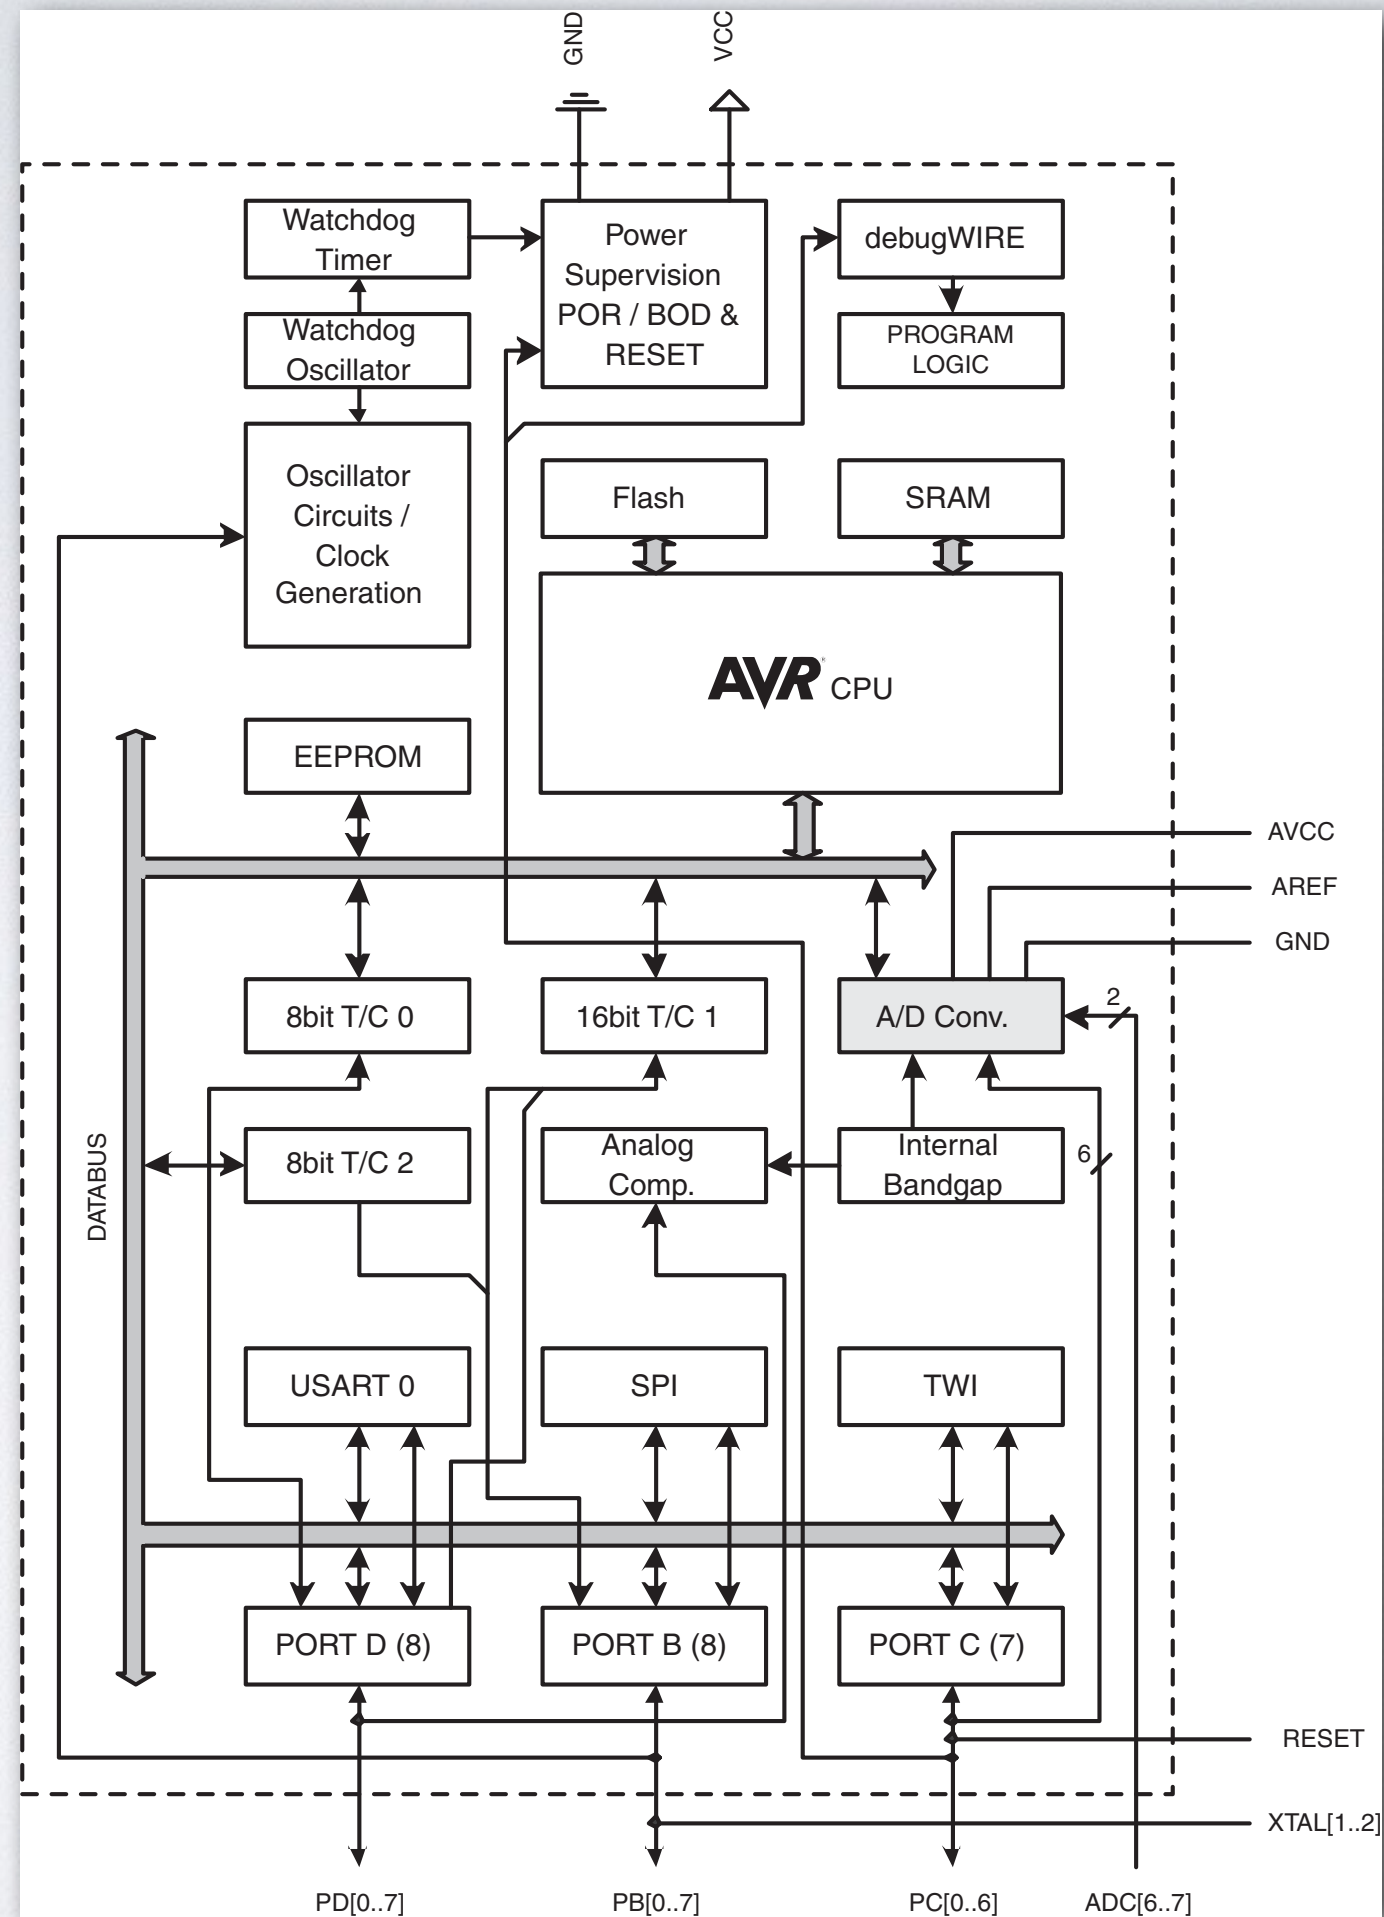 GND
VCC
Watchdog
Timer
Power
Supervision
POR / BOD &
RESET
debugWIRE
Watchdog
Oscillator
PROGRAM
LOGIC
Oscillator
Circuits /
Clock
Generation
Flash
SRAM
AVR® CPU
EEPROM
AVCC
AREF
GND
8bit T/C 0
16bit T/C 1
A/D Conv.
2
DATABUS
8bit T/C 2
Analog
Comp.
Internal
Bandgap
6
USART 0
SPI
TWI
PORT D (8)
PORT B (8)
PORT C (7)
RESET
XTAL[1..2]
PD[0..7]
PB[0..7]
PC[0..6]
ADC[6..7]